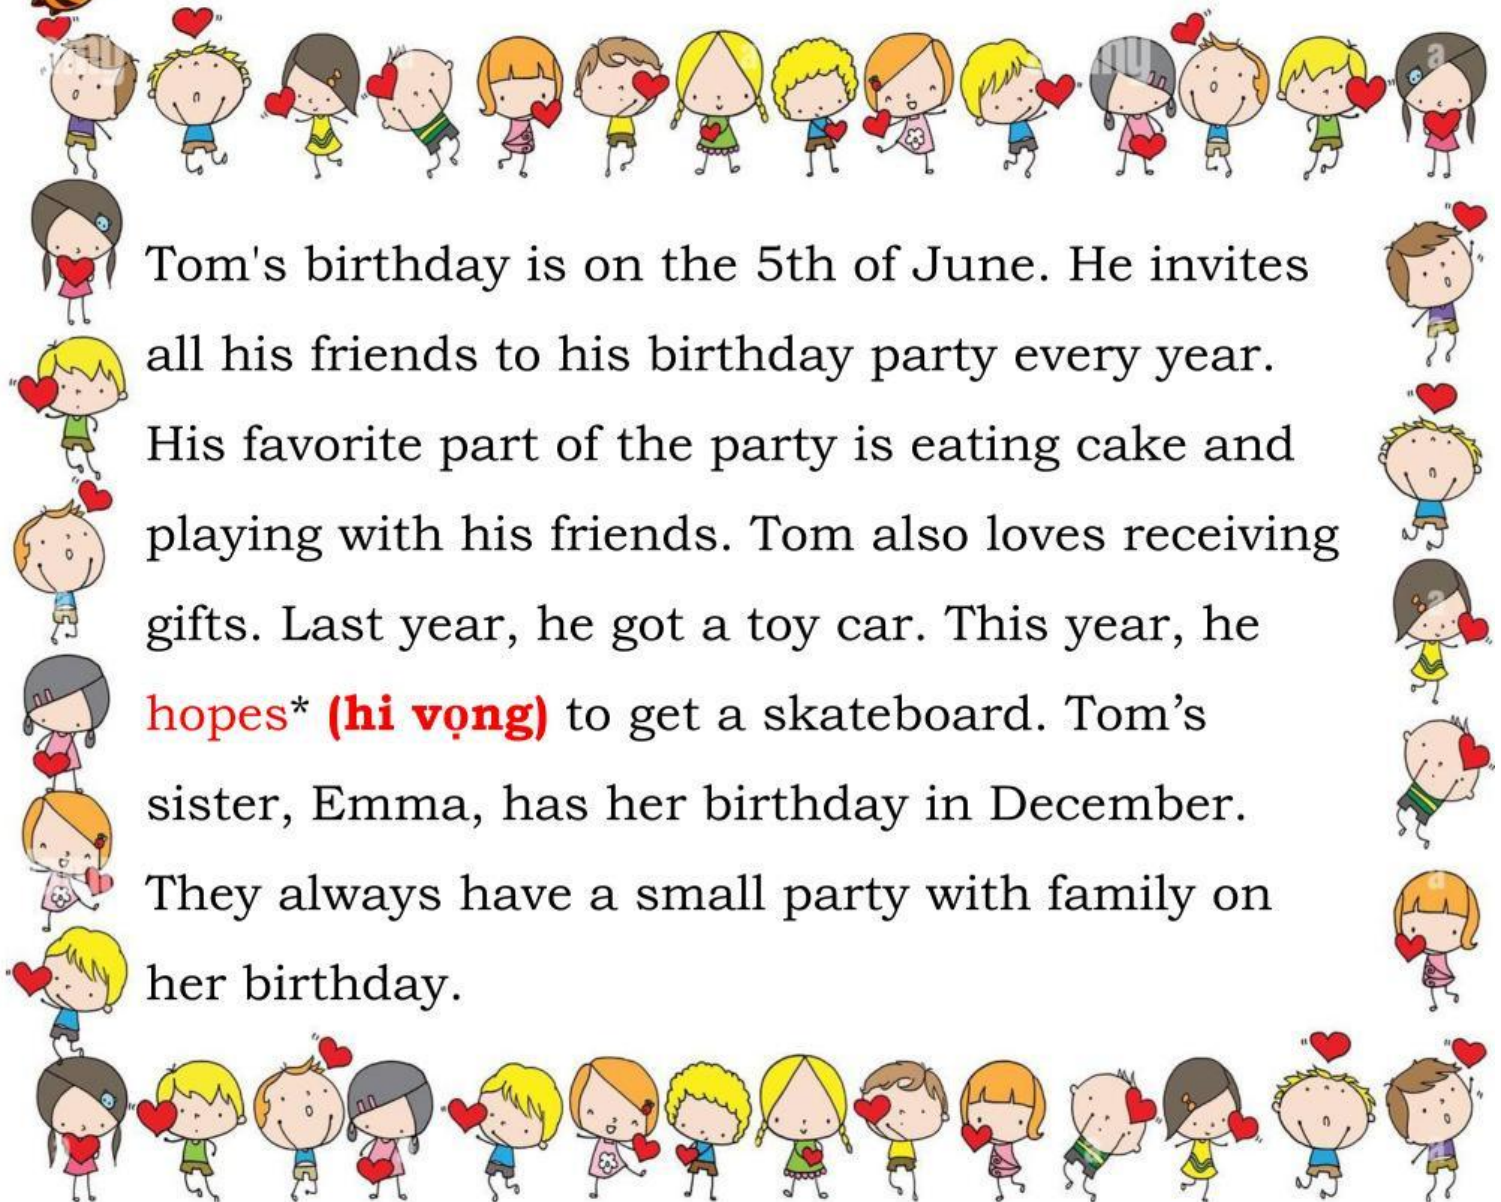 Tom's birthday is on the 5th of June. He invites
all his friends to his birthday party every year.
His favorite part of the party is eating cake and
playing with his friends. Tom also loves receiving
gifts. Last year, he got a toy car. This year, he
hopes* (hi vọng) to get a skateboard. Tom’s
sister, Emma, has her birthday in December.
They always have a small party with family on
her birthday.